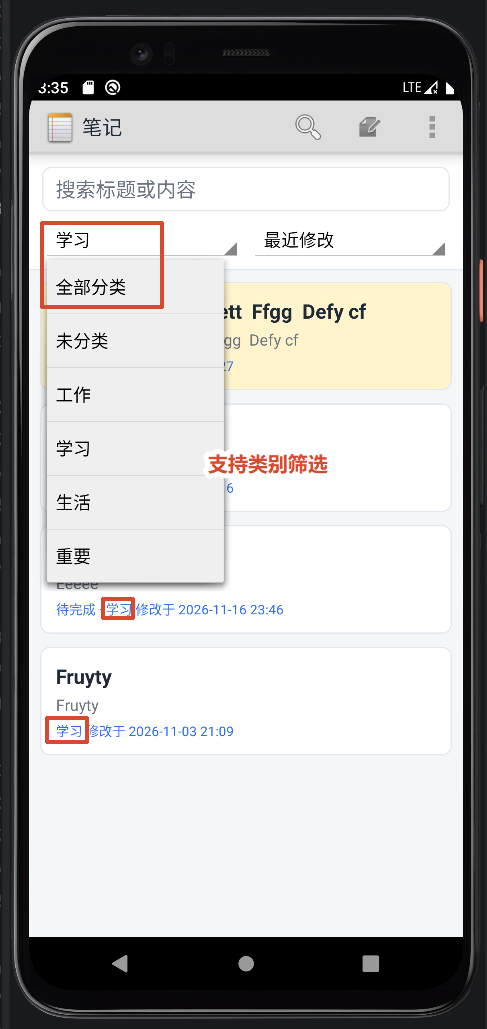 3:35
LTE
笔记
搜索标题或内容
学习
最近修改
全部分类
未分类
工作
学习
生活
重要
ett Ffgg Defy cf
gg Defy cf
27
支持类别筛选
6
Eeeee
待完成 · 学习 修改于 2026-11-16 23:46
Fruyty
Fruyty
学习 修改于 2026-11-03 21:09